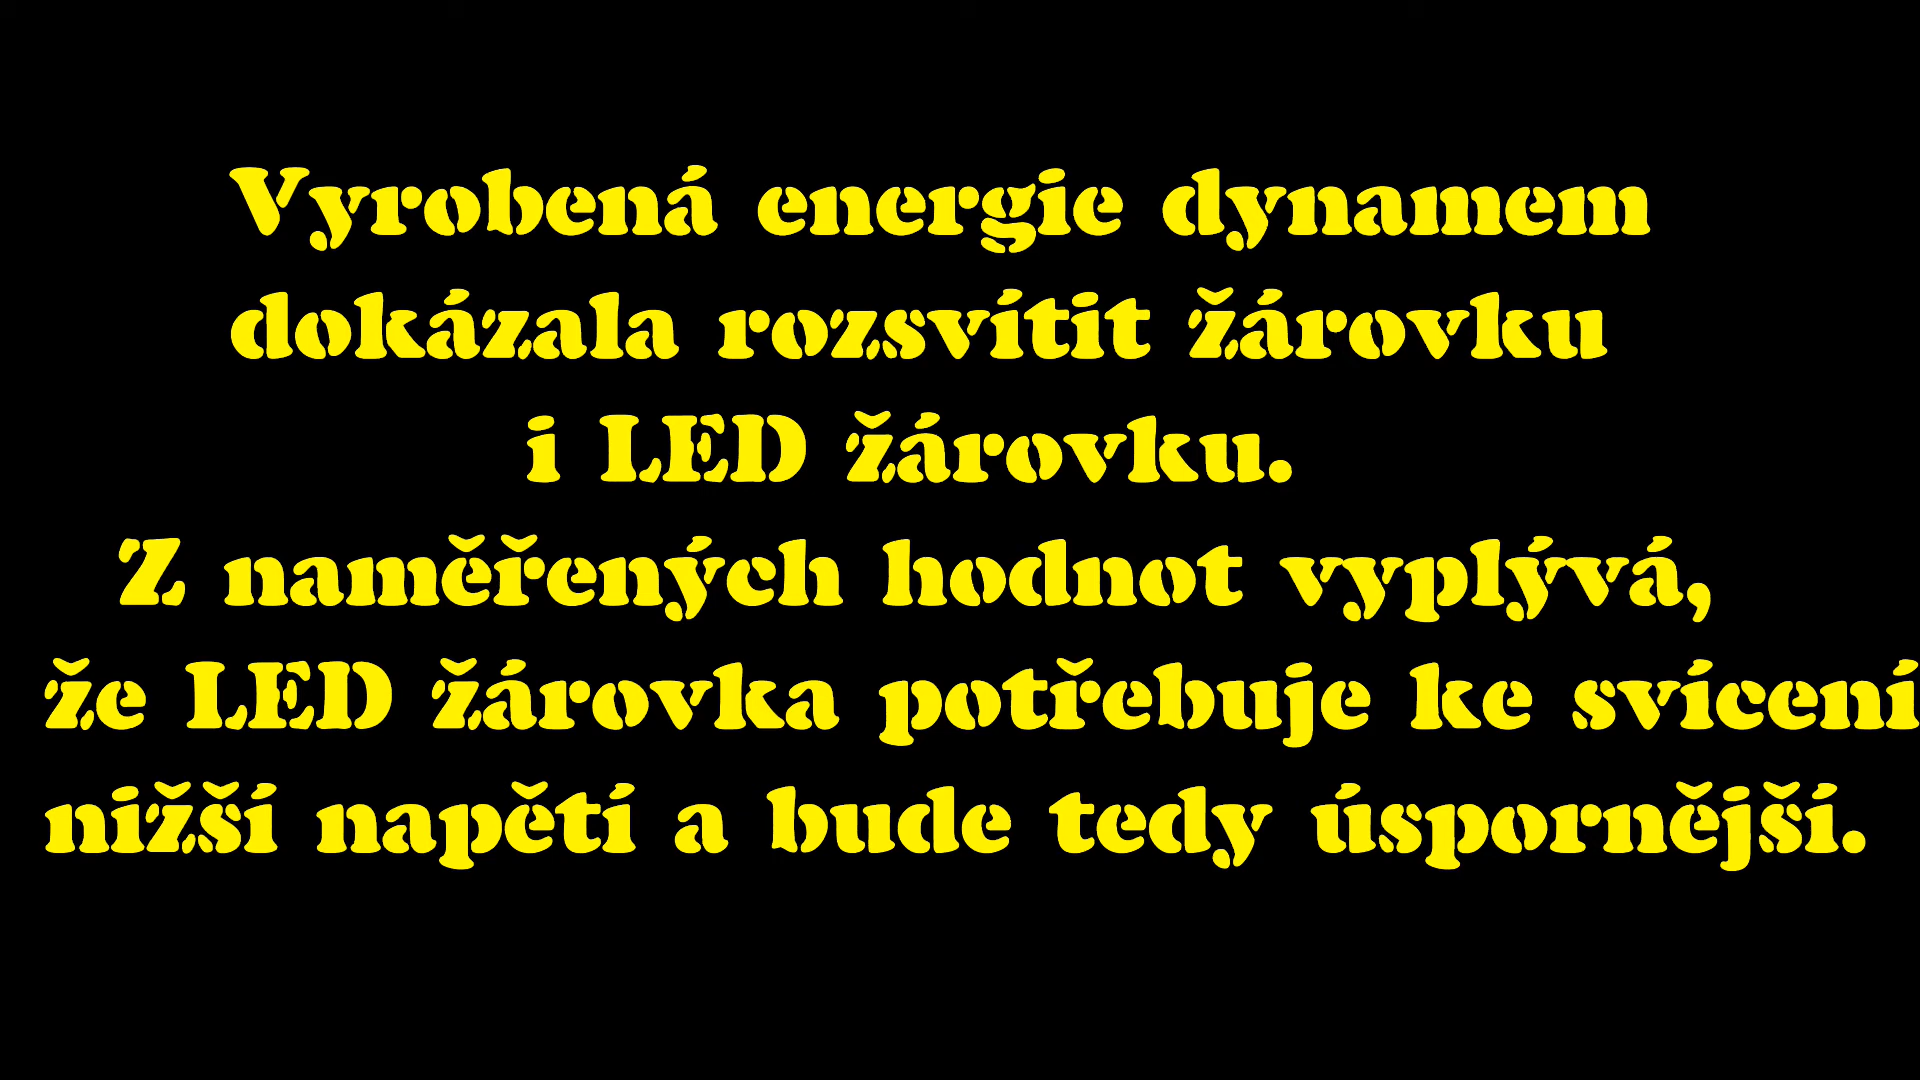 Vyrobená energie dynamem
dokázala rozsvítit žárovku
i LED žárovku.
Z naměřených hodnot vyplývá,
že LED žárovka potřebuje ke svícení
nižší napětí a bude tedy úspornější.